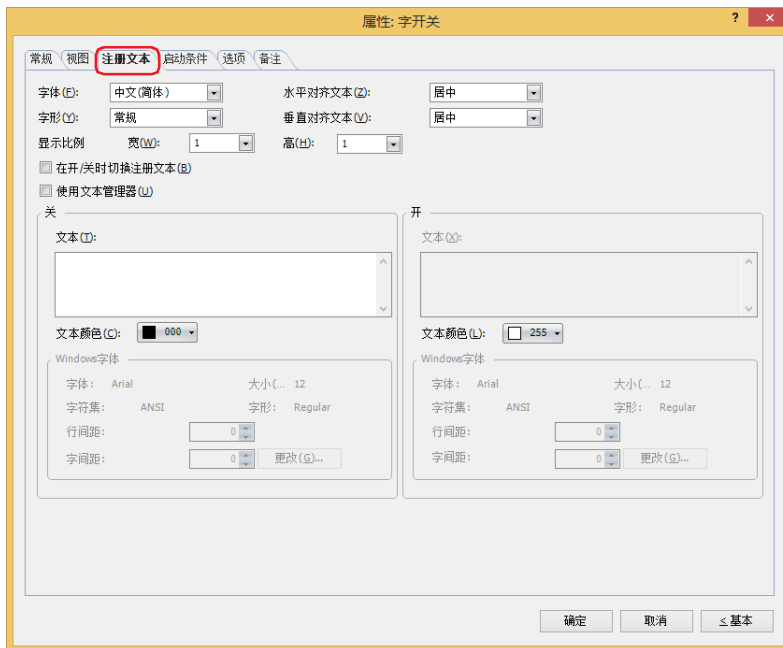 属性: 字开关
? ×
常规 视图 注册文本 启动条件 选项 备注
字体(F): 中文(简体) 水平对齐文本(Z): 居中
字形(Y): 常规 垂直对齐文本(V): 居中
显示比例 宽(W): 1 高(H): 1
在开/关时切换注册文本(B)
使用文本管理器(U)
关
文本(T):
文本颜色(C): 000
Windows字体
字体: Arial 大小(... 12
字符集: ANSI 字形: Regular
行间距: 0
字间距: 0 更改(G)...
开
文本(X):
文本颜色(L): 255
Windows字体
字体: Arial 大小(... 12
字符集: ANSI 字形: Regular
行间距: 0
字间距: 0 更改(G)...
确定 取消 ≤基本